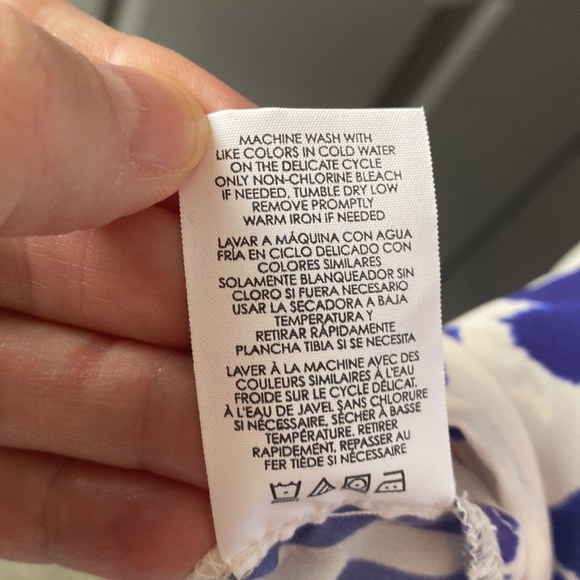 MACHINE WASH WITH
LIKE COLORS IN COLD WATER
ON THE DELICATE CYCLE
ONLY NON-CHLORINE BLEACH
IF NEEDED, TUMBLE DRY LOW
REMOVE PROMPTLY
WARM IRON IF NEEDED
LAVAR A MÁQUINA CON AGUA
FRÍA EN CICLO DELICADO CON
COLORES SIMILARES
SOLAMENTE BLANQUEADOR SIN
CLORO SI FUERA NECESARIO
USAR LA SECADORA A BAJA
TEMPERATURA Y
RETIRAR RÁPIDAMENTE
PLANCHA TIBIA SI SE NECESITA
LAVER À LA MACHINE AVEC DES
COULEURS SIMILAIRES À L'EAU
FROIDE SUR LE CYCLE DÉLICAT.
À L'EAU DE JAVEL SANS CHLORURE
SI NÉCESSAIRE, SÉCHER À BASSE
TEMPÉRATURE, RETIRER
RAPIDEMENT, REPASSER AU
FER TIÈDE SI NÉCESSAIRE